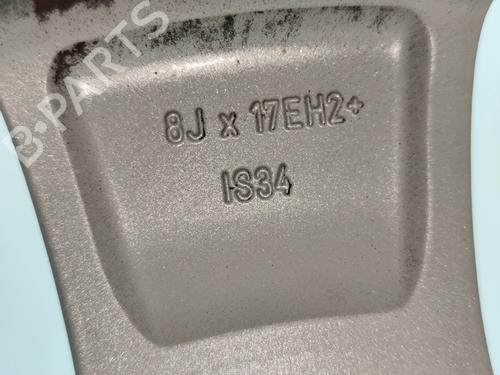 B-PARTS
8J x 17EH2+
IS34